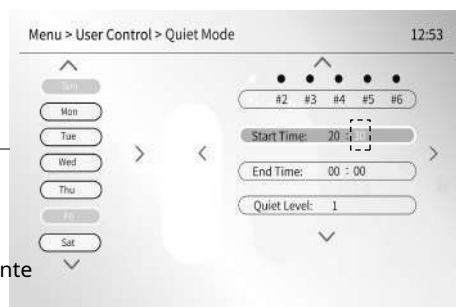 Menu > User Control > Quiet Mode 12:53
Sun
Mon
Tue
Wed
Thu
Fri
Sat
#2 #3 #4 #5 #6
Start Time: 20 : 30
End Time: 00 : 00
Quiet Level: 1
nte